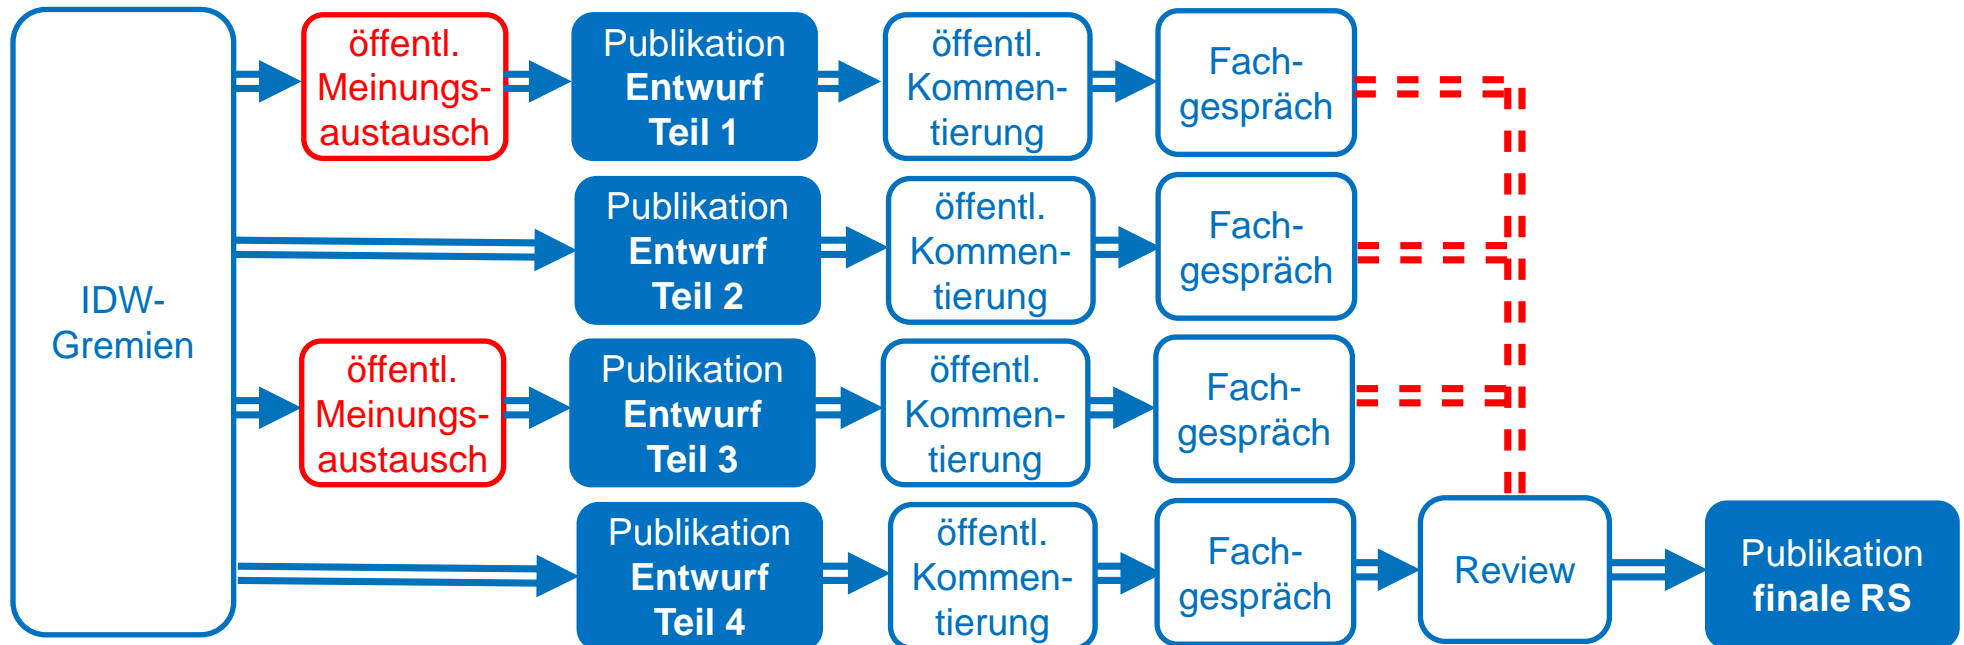 IDW-
Gremien
öffentl.
Meinungs-
austausch
Publikation
Entwurf
Teil 1
öffentl.
Kommen-
tierung
Fach-
gespräch
Publikation
Entwurf
Teil 2
öffentl.
Kommen-
tierung
Fach-
gespräch
öffentl.
Meinungs-
austausch
Publikation
Entwurf
Teil 3
öffentl.
Kommen-
tierung
Fach-
gespräch
Publikation
Entwurf
Teil 4
öffentl.
Kommen-
tierung
Fach-
gespräch
Review
Publikation
finale RS